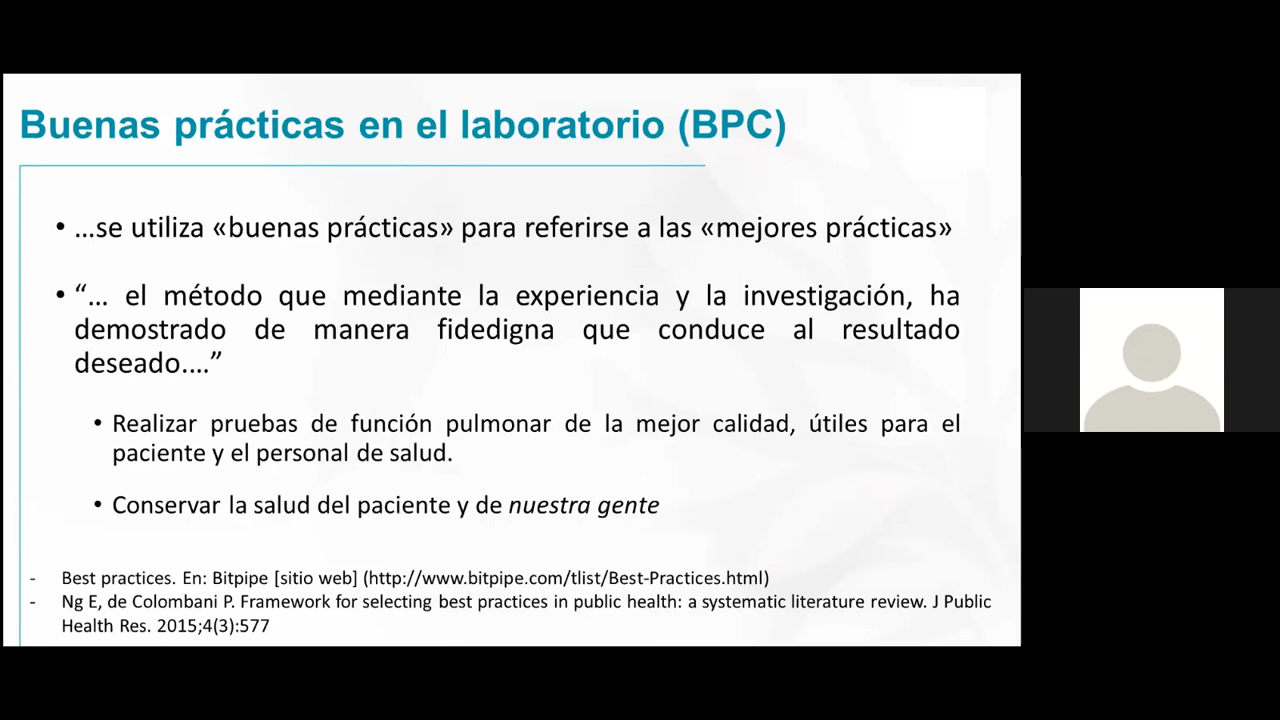 Buenas prácticas en el laboratorio (BPC)
• ...se utiliza «buenas prácticas» para referirse a las «mejores prácticas»
• “... el método que mediante la experiencia y la investigación, ha
demostrado de manera fidedigna que conduce al resultado
deseado....”
• Realizar pruebas de función pulmonar de la mejor calidad, útiles para el
paciente y el personal de salud.
• Conservar la salud del paciente y de nuestra gente
- Best practices. En: Bitpipe [sitio web] (http://www.bitpipe.com/tlist/Best-Practices.html)
- Ng E, de Colombani P. Framework for selecting best practices in public health: a systematic literature review. J Public
Health Res. 2015;4(3):577